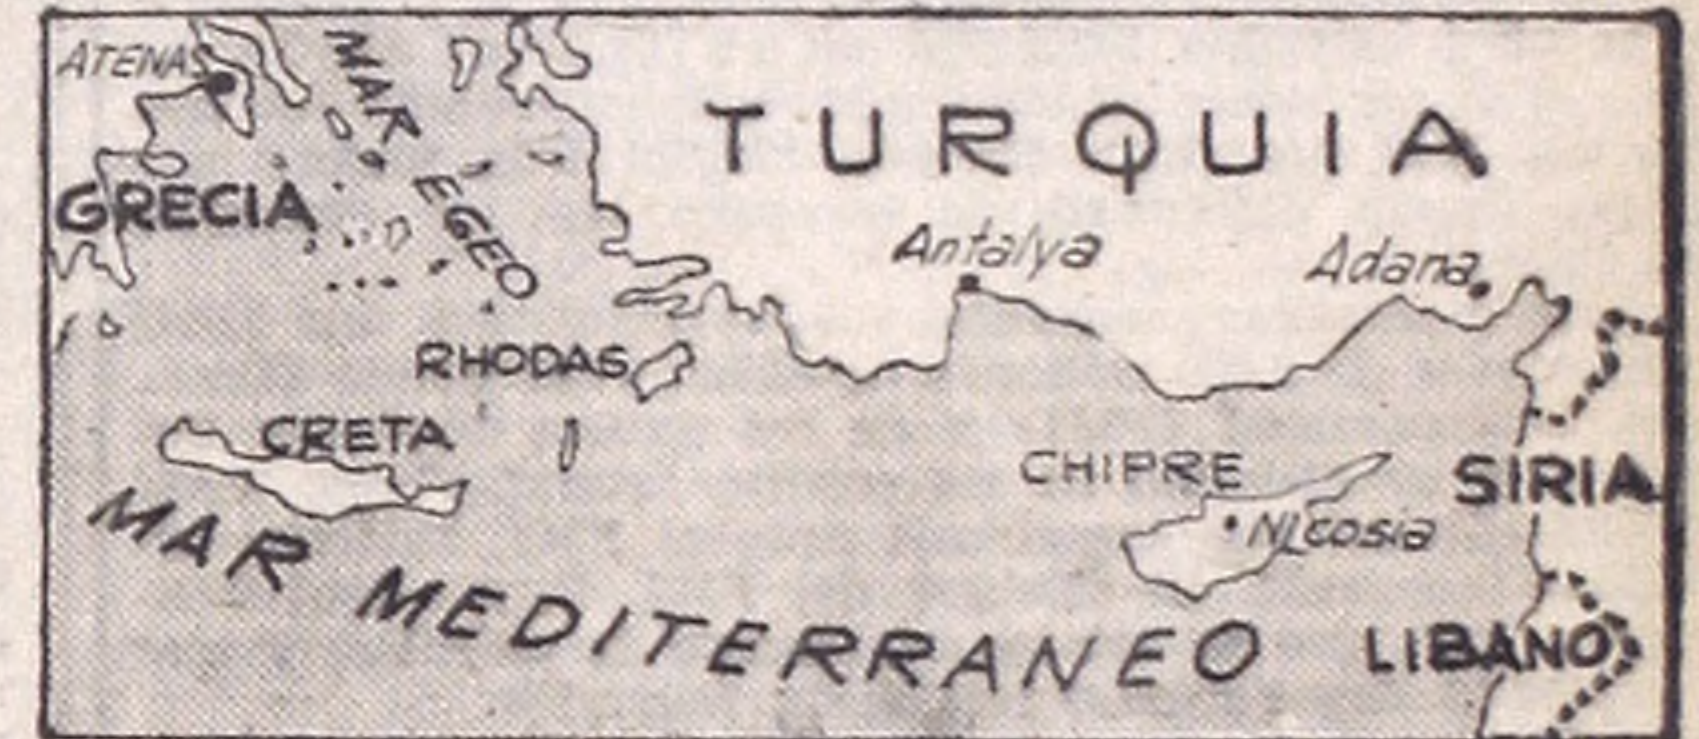 ATENAS
MAR EGEO
TURQUIA
GRECIA
Antalya
Adana
RHODAS
CRETA
CHIPRE
SIRIA
Nicosia
MAR MEDITERRANEO
LIBANO